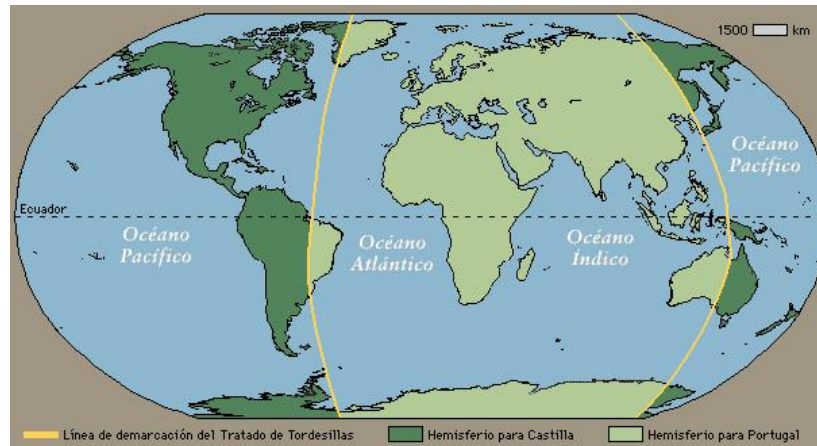 1500 km
Océano
Pacífico
Ecuador
Océano
Pacífico
Océano
Atlántico
Océano
Índico
Línea de demarcación del Tratado de Tordesillas
Hemisferio para Castilla
Hemisferio para Portugal